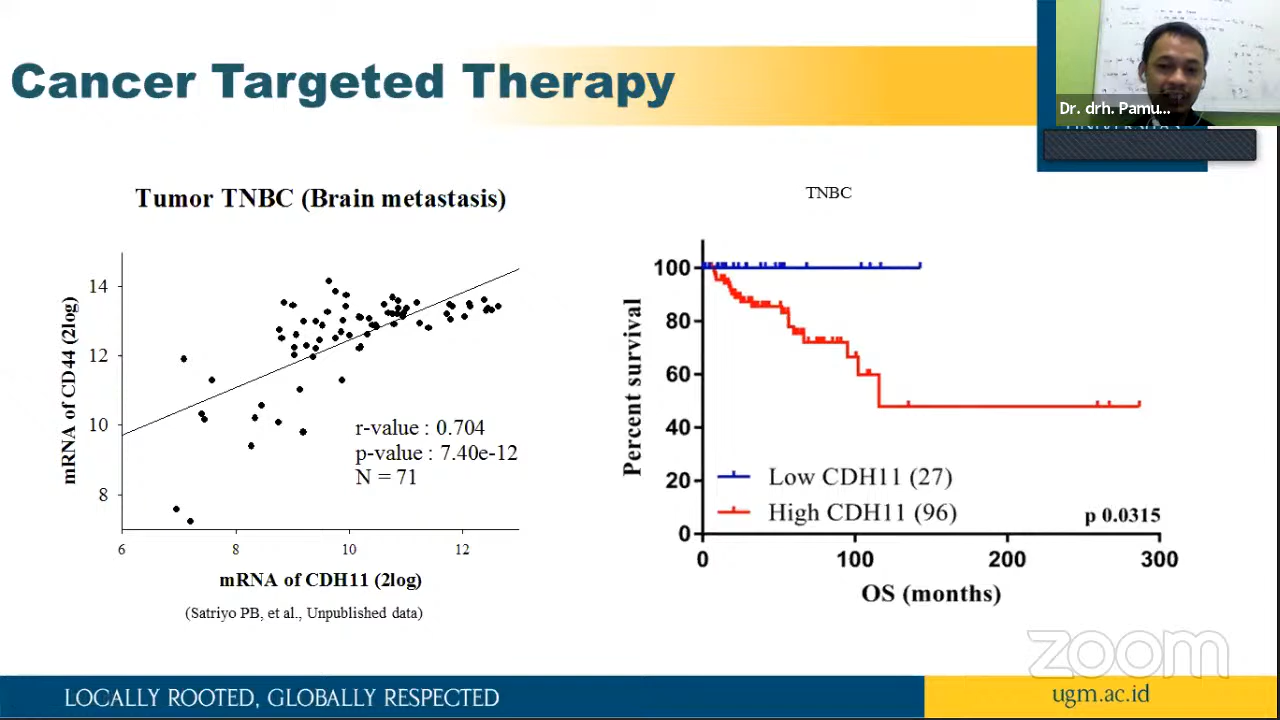 Cancer Targeted Therapy
Dr. drh. Pamu...
Tumor TNBC (Brain metastasis)
mRNA of CD44 (2log)
14
12
10
8
r-value : 0.704
p-value : 7.40e-12
N = 71
6 8 10 12
mRNA of CDH11 (2log)
(Satriyo PB, et al., Unpublished data)
TNBC
Percent survival
100
80
60
40
20
0
Low CDH11 (27)
High CDH11 (96)
p 0.0315
0 100 200 300
OS (months)
zoom
LOCALLY ROOTED, GLOBALLY RESPECTED
ugm.ac.id